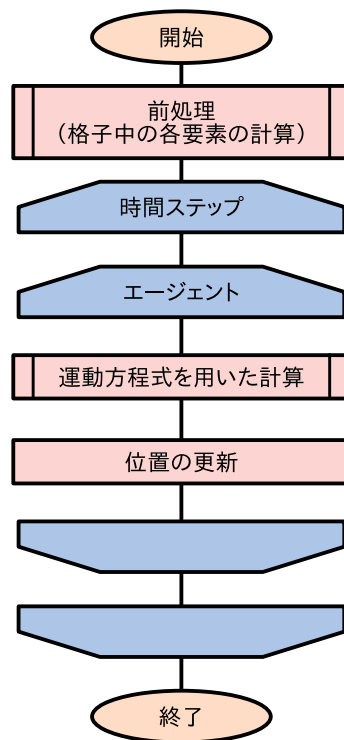 開始
前処理
（格子中の各要素の計算）
時間ステップ
エージェント
運動方程式を用いた計算
位置の更新
終了